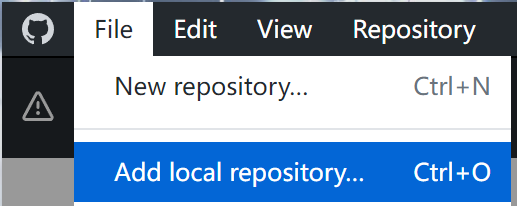 File Edit View Repository
New repository... Ctrl+N
Add local repository... Ctrl+O